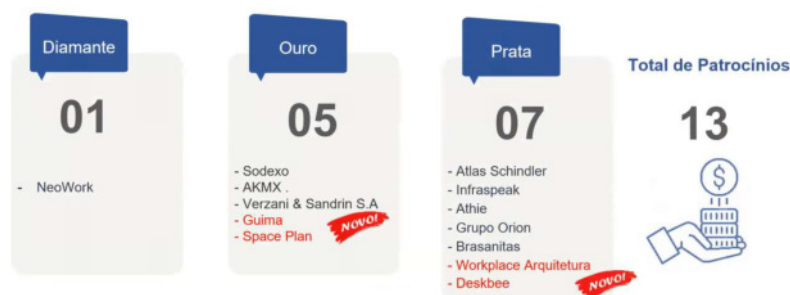 Diamante
01
- NeoWork
Ouro
05
- Sodexo
- AKMX .
- Verzani & Sandrin S.A
- Guima
- Space Plan
NOVO!
Prata
07
- Atlas Schindler
- Infraspeak
- Athie
- Grupo Orion
- Brasanitas
- Workplace Arquitetura
- Deskbee
NOVO!
Total de Patrocínios
13
$